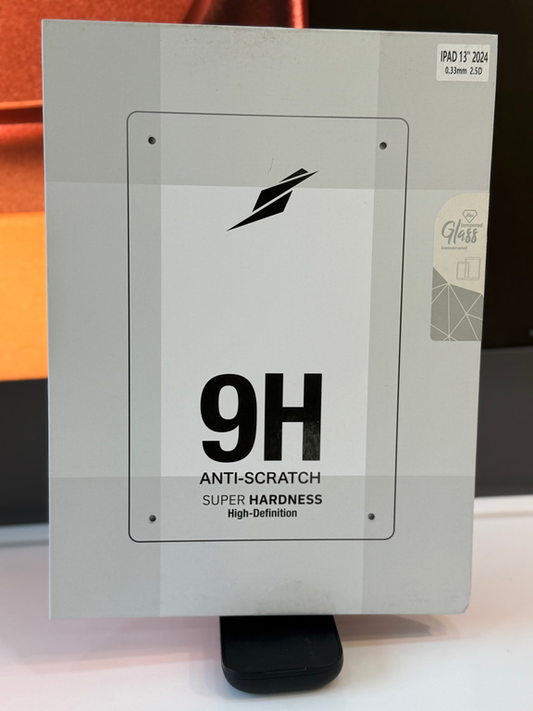 IPAD 13" 2024
0.33mm 2.5D
Glass
9H
ANTI-SCRATCH
SUPER HARDNESS
High-Definition